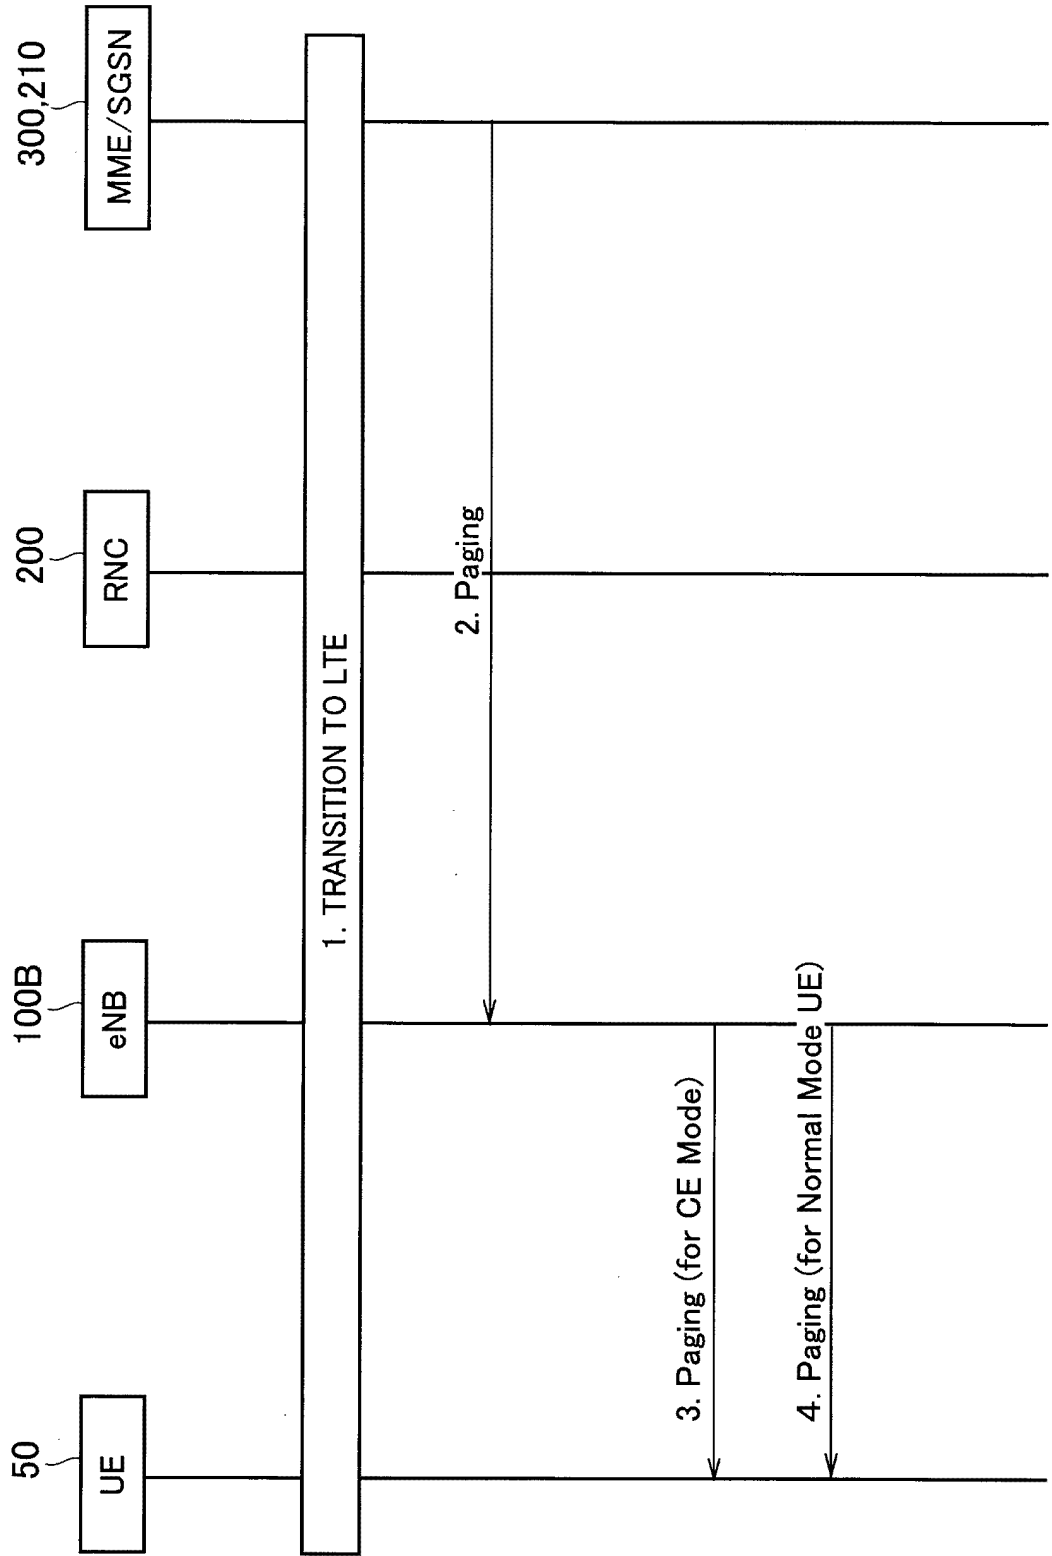 50
100B
200
300,210
UE
eNB
RNC
MME/SGSN
1. TRANSITION TO LTE
2. Paging
3. Paging (for CE Mode)
4. Paging (for Normal Mode UE)